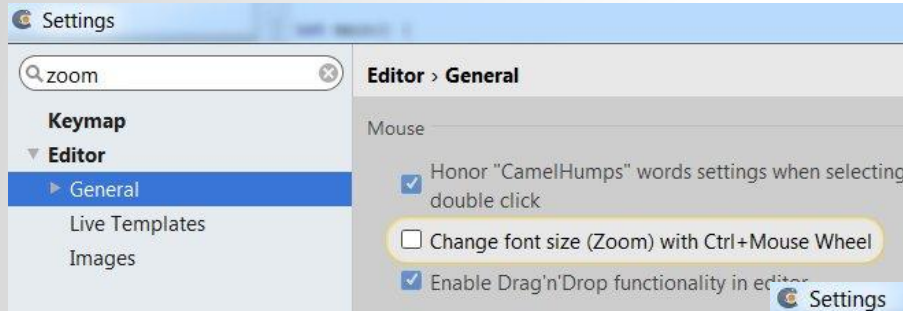 Settings
zoom
Editor › General
Keymap
Mouse
Editor
Honor "CamelHumps" words settings when selecting
General
double click
Live Templates
Change font size (Zoom) with Ctrl+Mouse Wheel
Images
Enable Drag'n'Drop functionality in editor
Settings